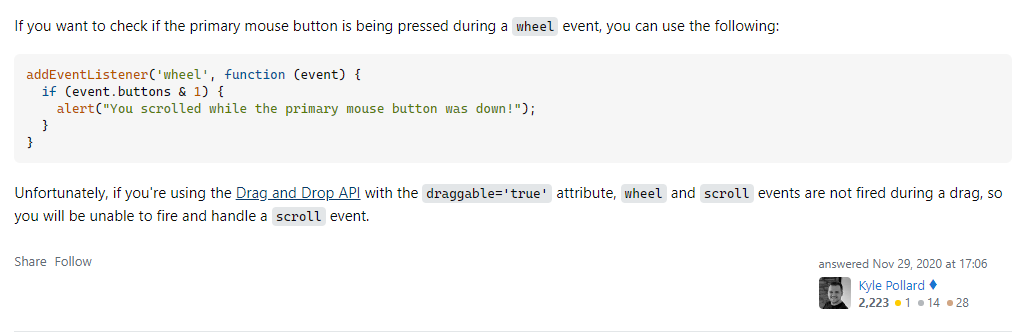 If you want to check if the primary mouse button is being pressed during a wheel event, you can use the following:
addEventListener('wheel', function (event) {
  if (event.buttons & 1) {
    alert("You scrolled while the primary mouse button was down!");
  }
}
Unfortunately, if you're using the Drag and Drop API with the draggable='true' attribute, wheel and scroll events are not fired during a drag, so
you will be unable to fire and handle a scroll event.
Share Follow
answered Nov 29, 2020 at 17:06
Kyle Pollard ♦
2,223 ●1 ●14 ●28